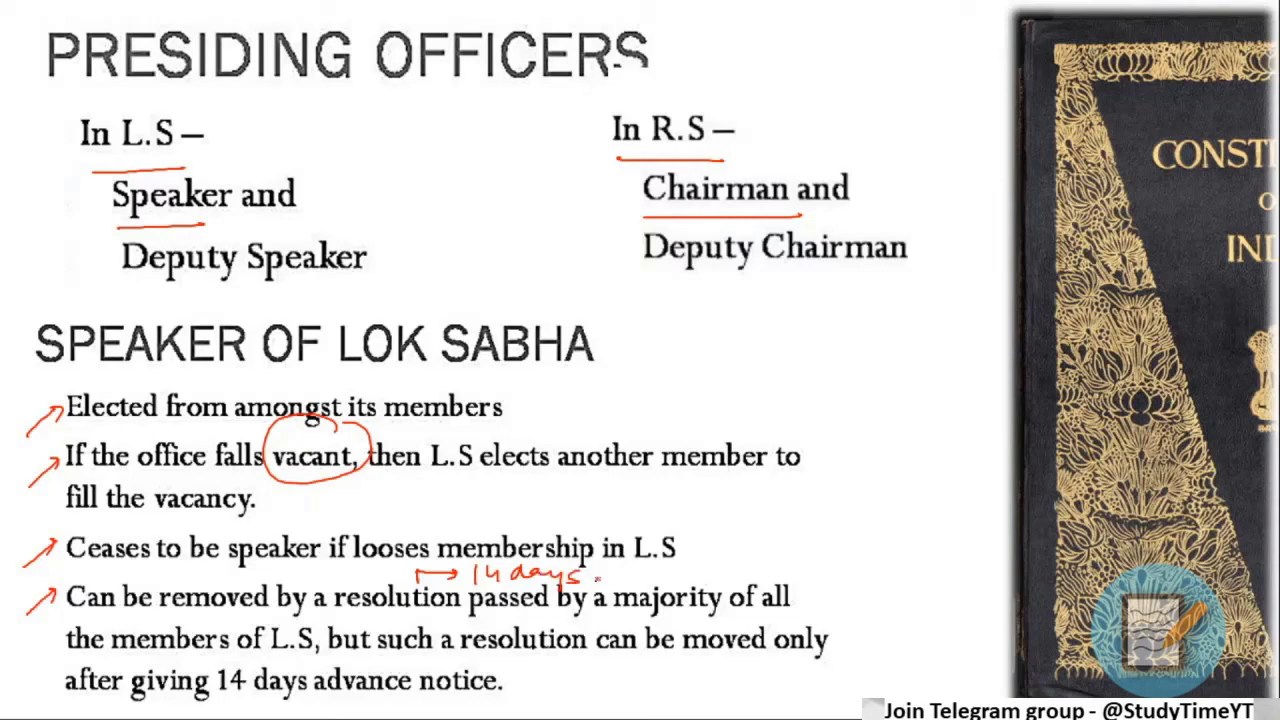 PRESIDING OFFICERS
In L.S –
Speaker and
Deputy Speaker
In R.S –
Chairman and
Deputy Chairman
SPEAKER OF LOK SABHA
Elected from amongst its members
If the office falls vacant, then L.S elects another member to
fill the vacancy.
Ceases to be speaker if looses membership in L.S
14 days
Can be removed by a resolution passed by a majority of all
the members of L.S, but such a resolution can be moved only
after giving 14 days advance notice.
CONSTI
O
IND
Join Telegram group - @StudyTimeYT